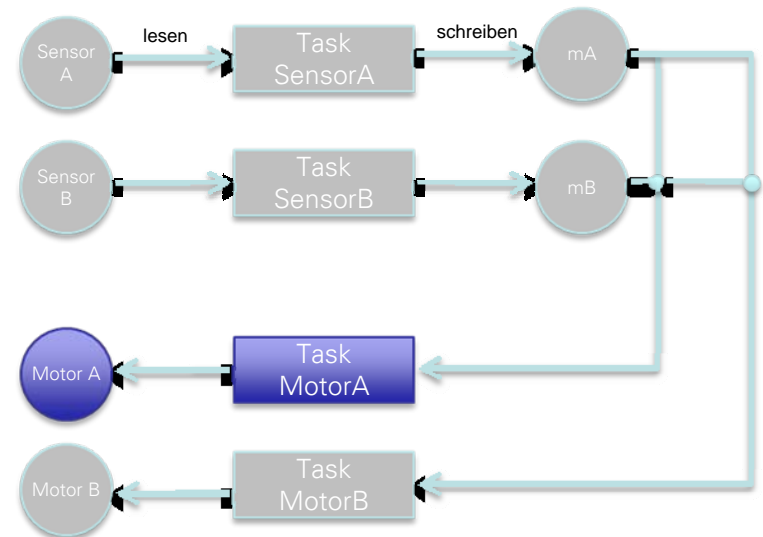 Sensor
A
lesen
Task
SensorA
schreiben
mA
Sensor
B
Task
SensorB
mB
Motor A
Task
MotorA
Motor B
Task
MotorB